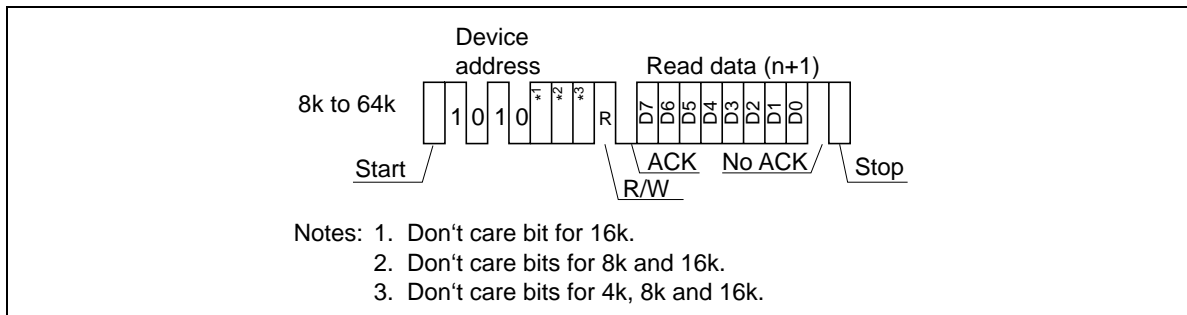 Device
address
Read data (n+1)
8k to 64k
1 0 1 0 *1 *2 *3 R D7 D6 D5 D4 D3 D2 D1 D0
Start
ACK
No ACK
Stop
R/W
Notes: 1. Don‘t care bit for 16k.
2. Don‘t care bits for 8k and 16k.
3. Don‘t care bits for 4k, 8k and 16k.